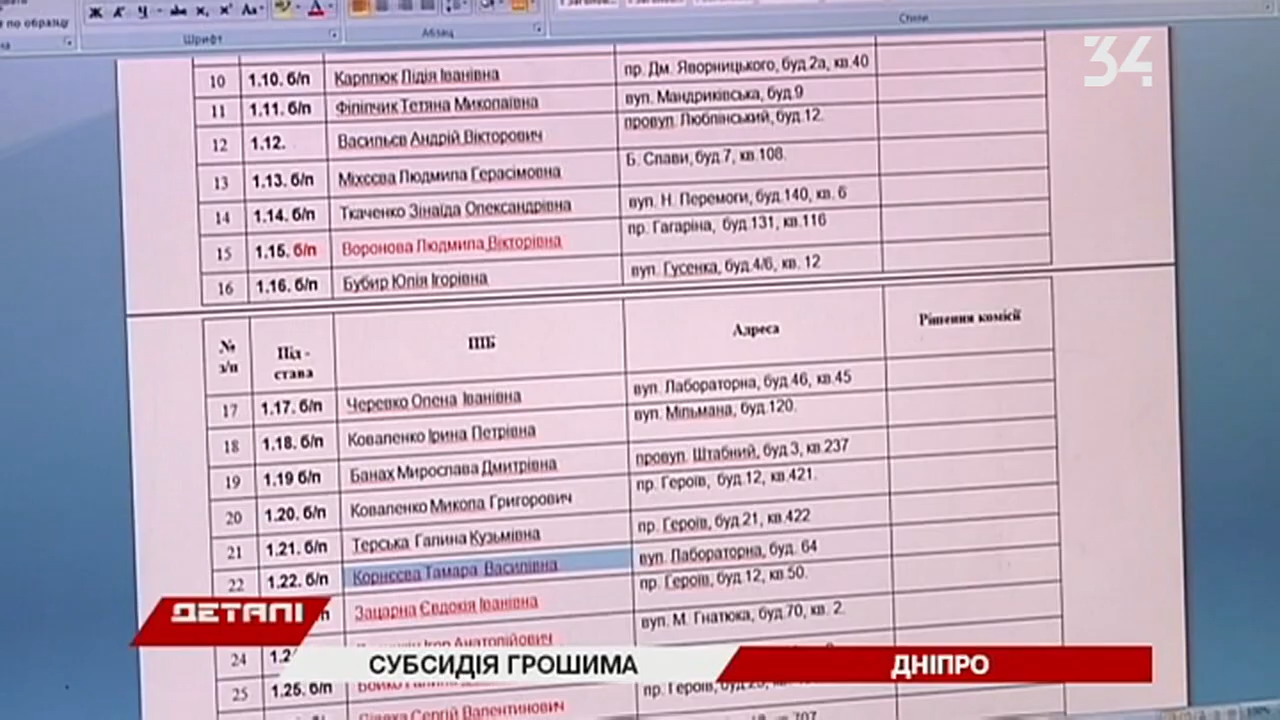 по образцу
Шрифт
Абзац
Стили
34
10 1.10. б/п Карплюк Лідія Іванівна пр. Дм. Яворницького, буд.2а, кв.40
11 1.11. б/п Філіпчик Тетяна Миколаївна вул. Мандриківська, буд.9
12 1.12. Васильєв Андрій Вікторович провул. Люблінський, буд.12.
13 1.13. б/п Міхєєва Людмила Герасімовна Б. Слави, буд.7, кв.108.
14 1.14. б/п Ткаченко Зінаїда Олександрівна вул. Н. Перемоги, буд.140, кв. 6
15 1.15. б/п Воронова Людмила Вікторівна пр. Гагаріна, буд.131, кв.116
16 1.16. б/п Бубир Юлія Ігорівна вул. Гусенка, буд.4/6, кв. 12
№ з/п Під - става ПІБ Адреса Рішення комісії
17 1.17. б/п Черевко Олена Іванівна вул. Лабораторна, буд.46, кв.45
18 1.18. б/п Коваленко Ірина Петрівна вул. Мільмана, буд.120.
19 1.19 б/п Банах Мирослава Дмитрівна провул. Штабний, буд.3, кв.237
20 1.20. б/п Коваленко Микола Григорович пр. Героїв, буд.12, кв.421.
21 1.21. б/п Терська Галина Кузьмівна пр. Героїв, буд.21, кв.422
22 1.22. б/п Корнєєва Тамара Василівна вул. Лабораторна, буд. 64
Зацарна Євдокія Іванівна пр. Героїв, буд.12, кв.50.
24 Ігор Анатолійович вул. М. Гнатюка, буд.70, кв. 2.
25 1.25. б/п пр. Героїв,
Сергій Валентинович
ДЕТАЛІ
СУБСИДІЯ ГРОШИМА
ДНІПРО